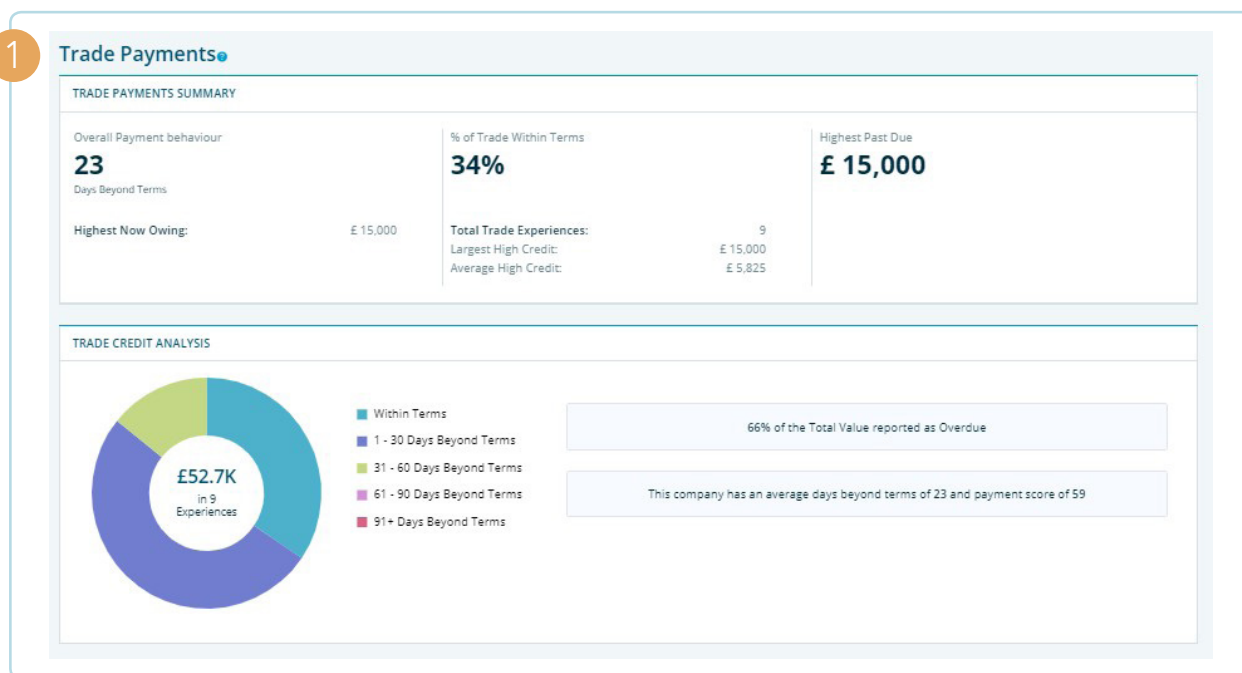 1
Trade Payments?
TRADE PAYMENTS SUMMARY
Overall Payment behaviour
23
Days Beyond Terms
Highest Now Owing: £ 15,000
% of Trade Within Terms
34%
Total Trade Experiences: 9
Largest High Credit: £ 15,000
Average High Credit: £ 5,825
Highest Past Due
£ 15,000
TRADE CREDIT ANALYSIS
£52.7K
in 9
Experiences
Within Terms
1 - 30 Days Beyond Terms
31 - 60 Days Beyond Terms
61 - 90 Days Beyond Terms
91+ Days Beyond Terms
66% of the Total Value reported as Overdue
This company has an average days beyond terms of 23 and payment score of 59